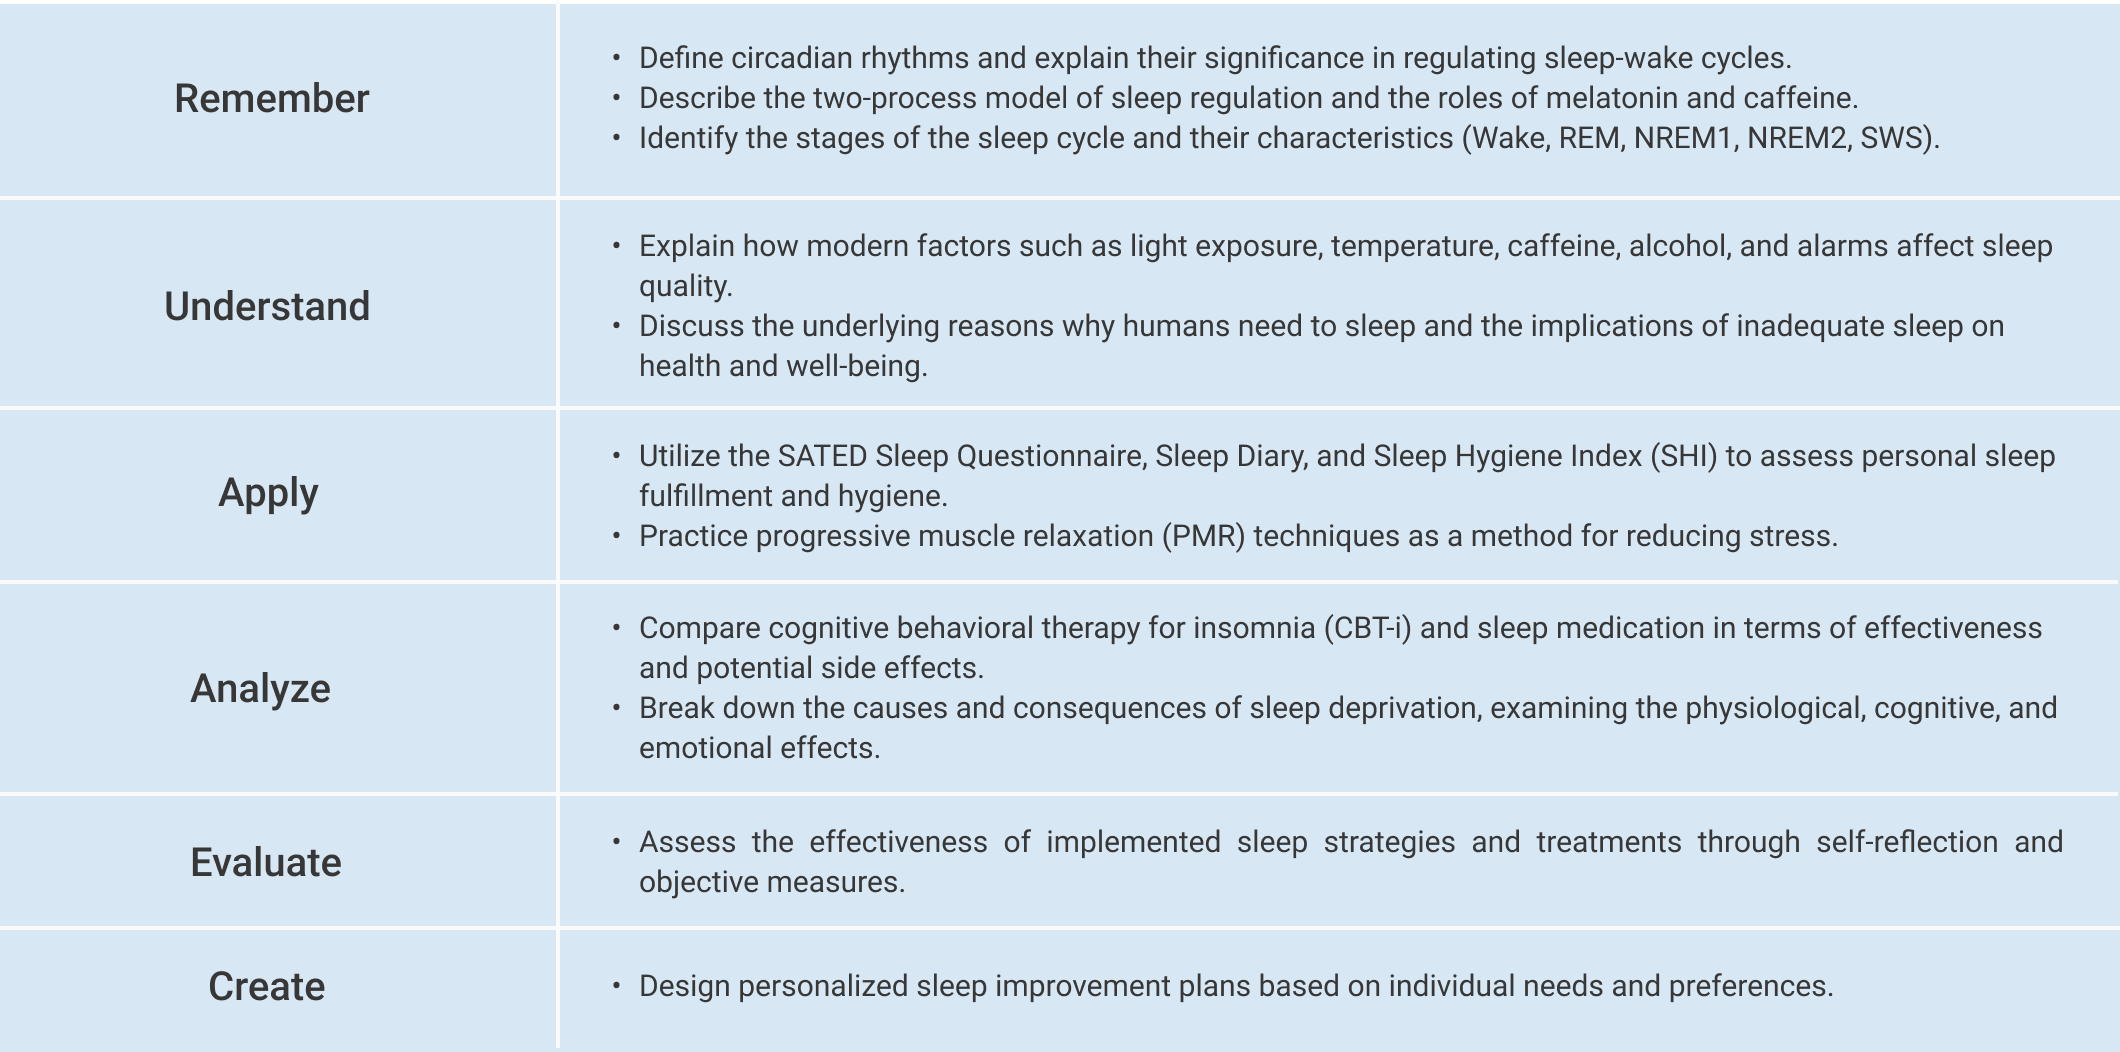 Remember
• Define circadian rhythms and explain their significance in regulating sleep-wake cycles.
• Describe the two-process model of sleep regulation and the roles of melatonin and caffeine.
• Identify the stages of the sleep cycle and their characteristics (Wake, REM, NREM1, NREM2, SWS).
Understand
• Explain how modern factors such as light exposure, temperature, caffeine, alcohol, and alarms affect sleep
quality.
• Discuss the underlying reasons why humans need to sleep and the implications of inadequate sleep on
health and well-being.
Apply
• Utilize the SATED Sleep Questionnaire, Sleep Diary, and Sleep Hygiene Index (SHI) to assess personal sleep
fulfillment and hygiene.
• Practice progressive muscle relaxation (PMR) techniques as a method for reducing stress.
Analyze
• Compare cognitive behavioral therapy for insomnia (CBT-i) and sleep medication in terms of effectiveness
and potential side effects.
• Break down the causes and consequences of sleep deprivation, examining the physiological, cognitive, and
emotional effects.
Evaluate
• Assess the effectiveness of implemented sleep strategies and treatments through self-reflection and
objective measures.
Create
• Design personalized sleep improvement plans based on individual needs and preferences.